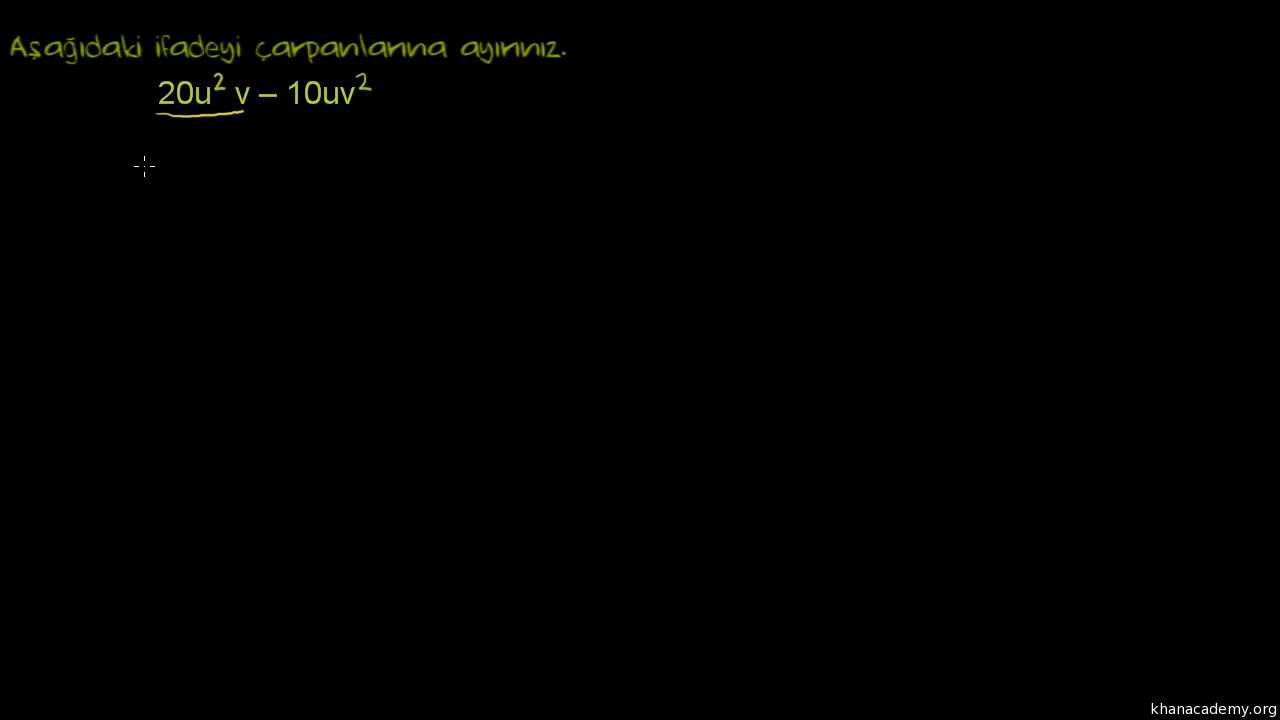 Aşağıdaki ifadeyi çarpanlarına ayırınız.
20u² v – 10uv²
khanacademy.org